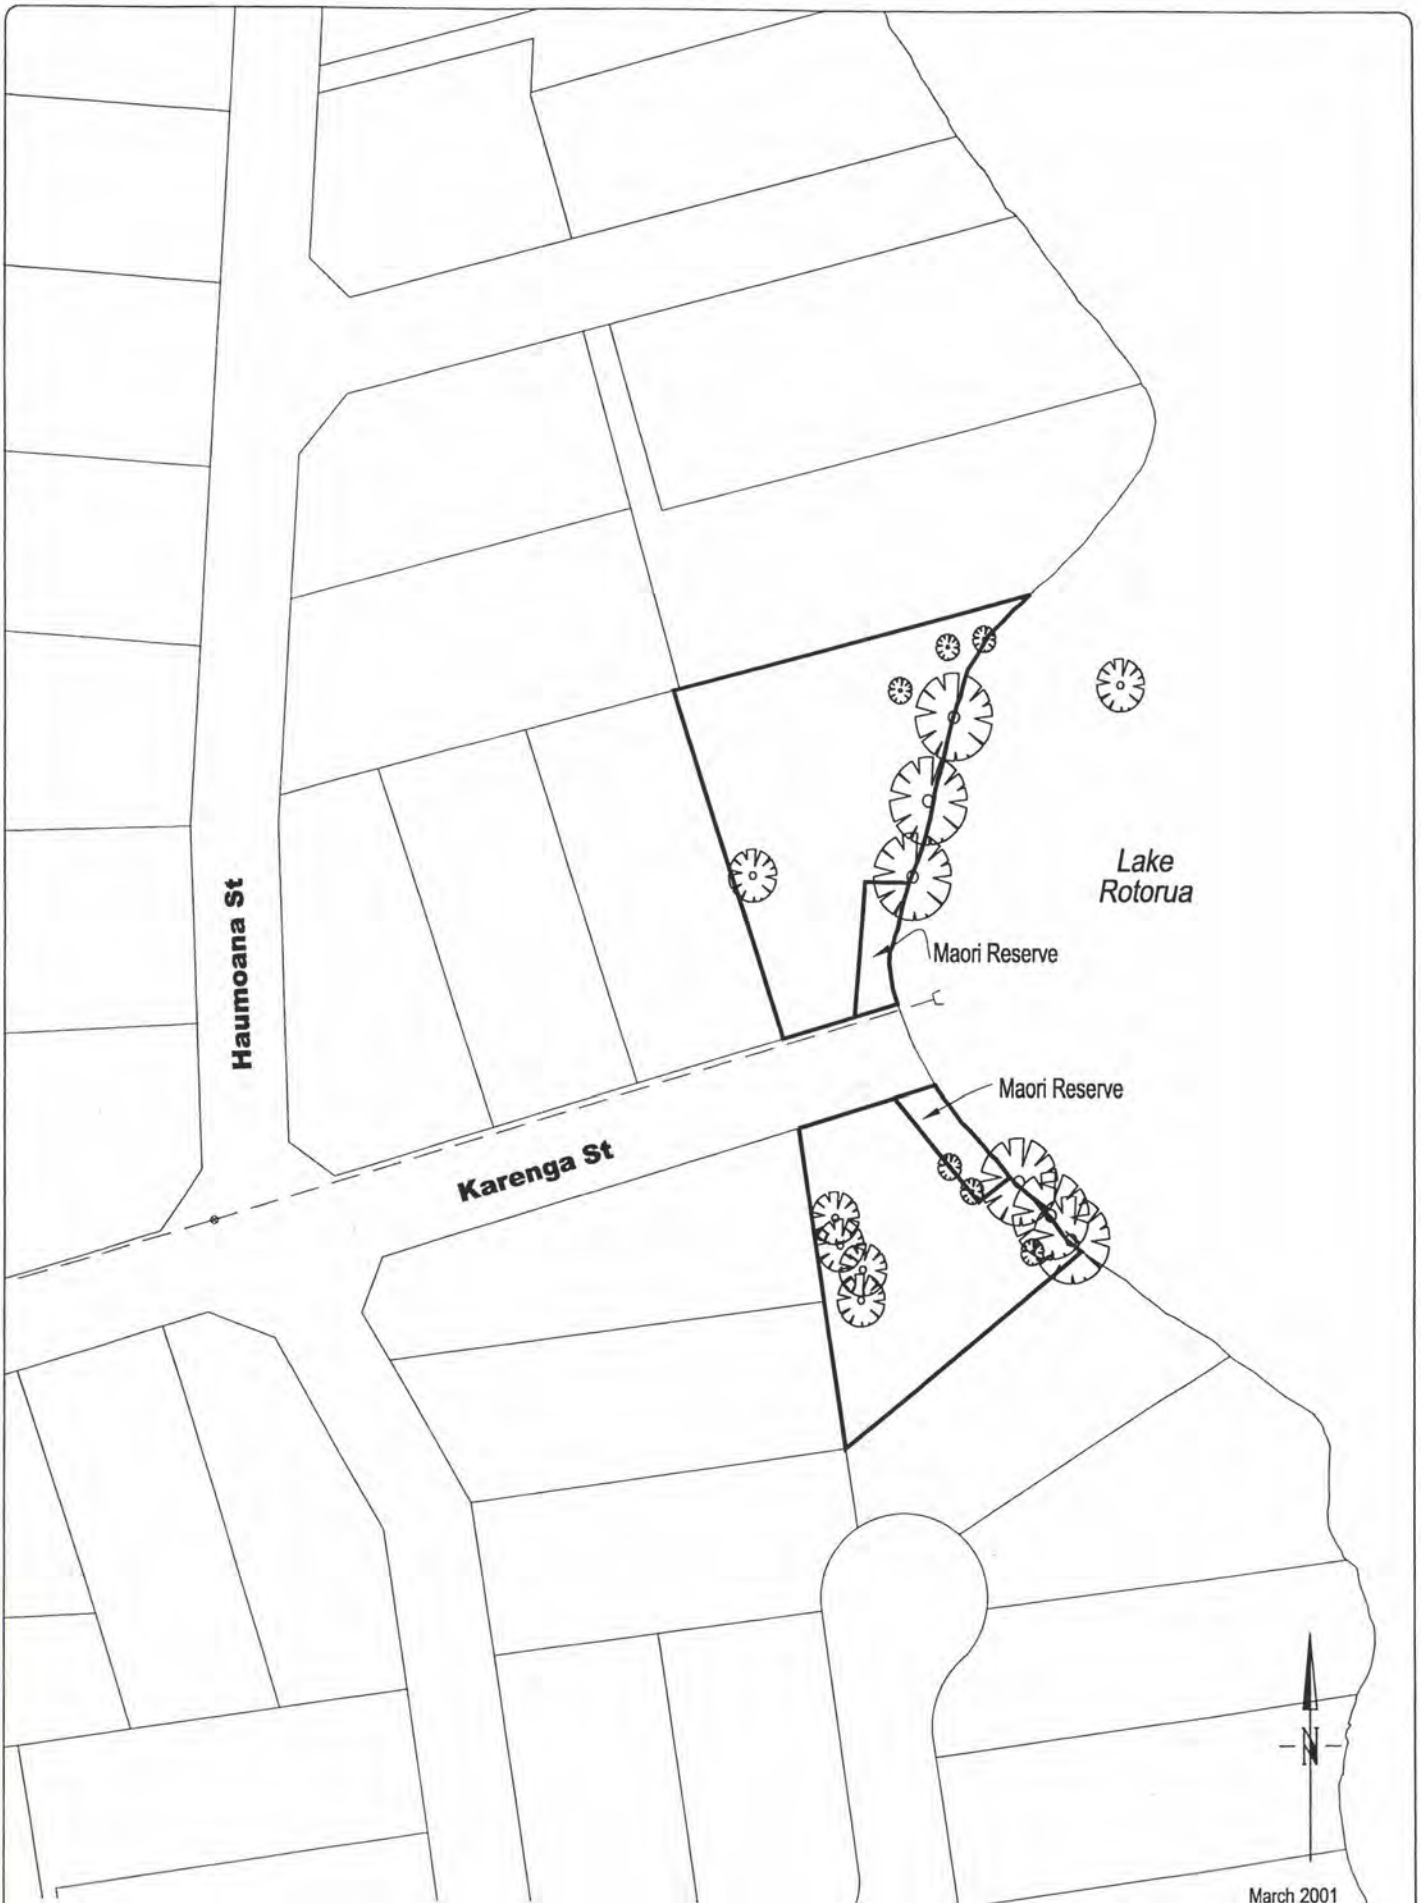 Haumoana St
Lake
Rotorua
Maori Reserve
Maori Reserve
Karenga St
N
March 2001